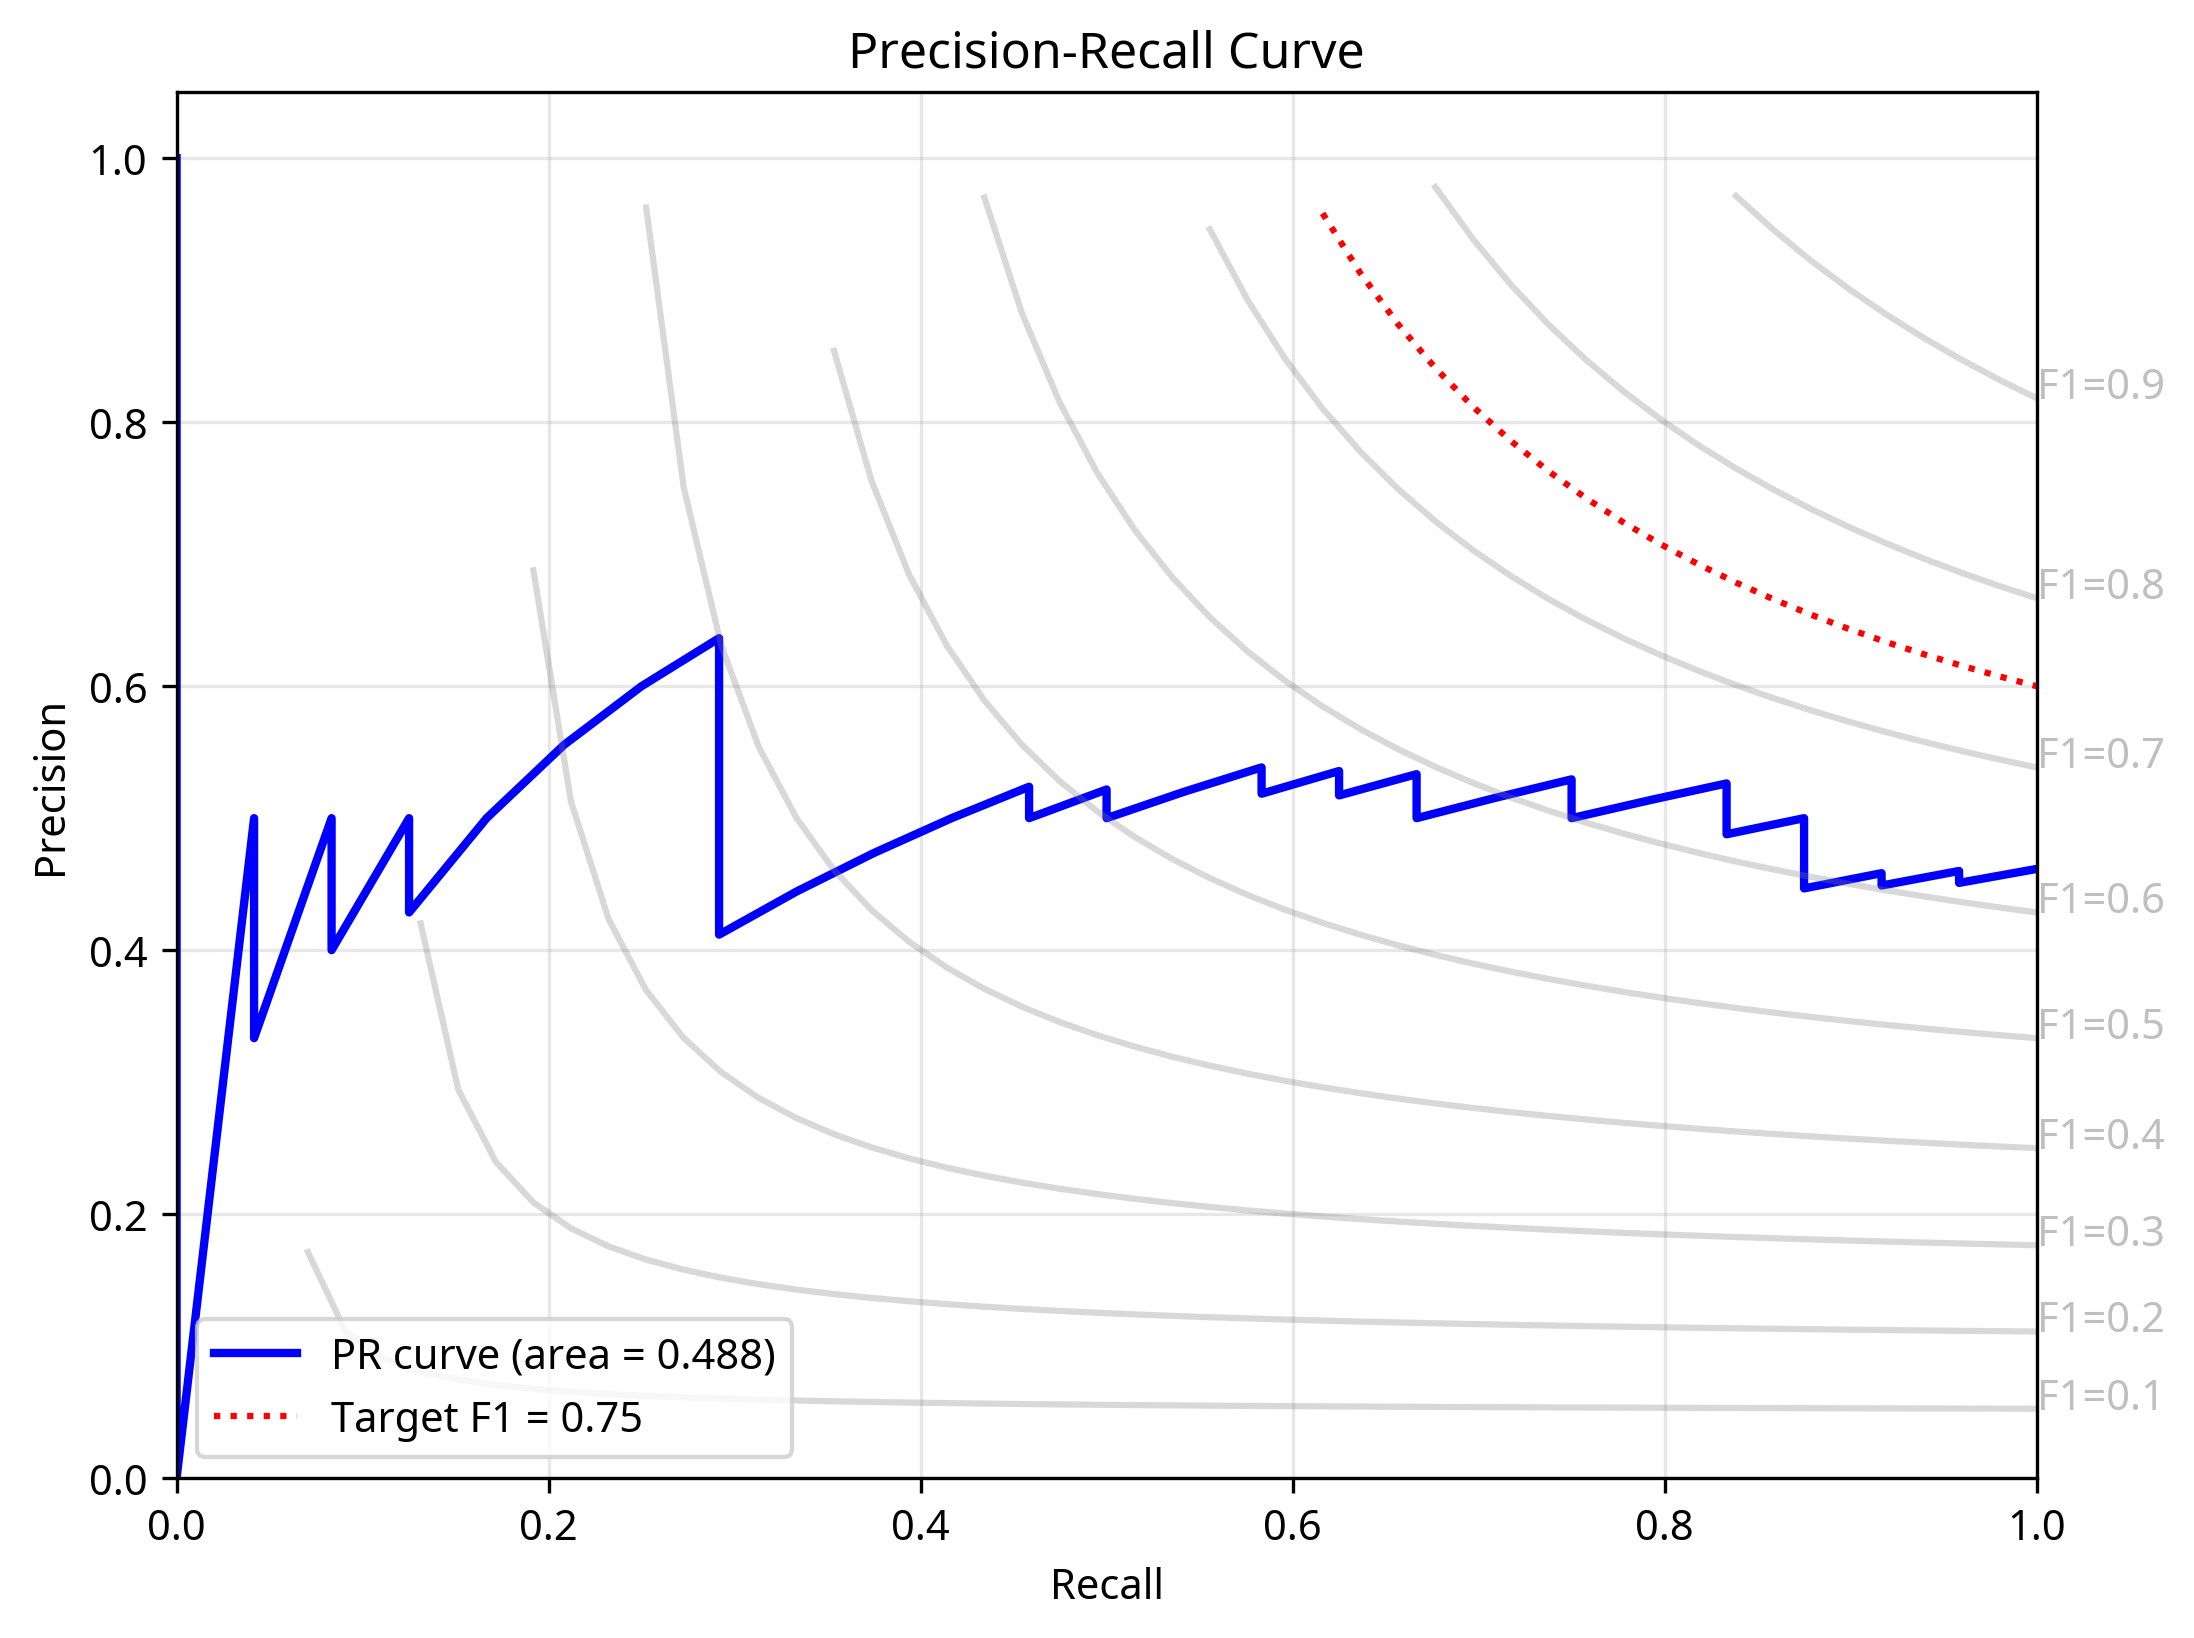 Precision-Recall Curve
1.0
0.8
0.6
0.4
0.2
0.0
Precision
F1=0.9
F1=0.8
F1=0.7
F1=0.6
F1=0.5
F1=0.4
F1=0.3
F1=0.2
F1=0.1
PR curve (area = 0.488)
Target F1 = 0.75
0.0 0.2 0.4 0.6 0.8 1.0
Recall